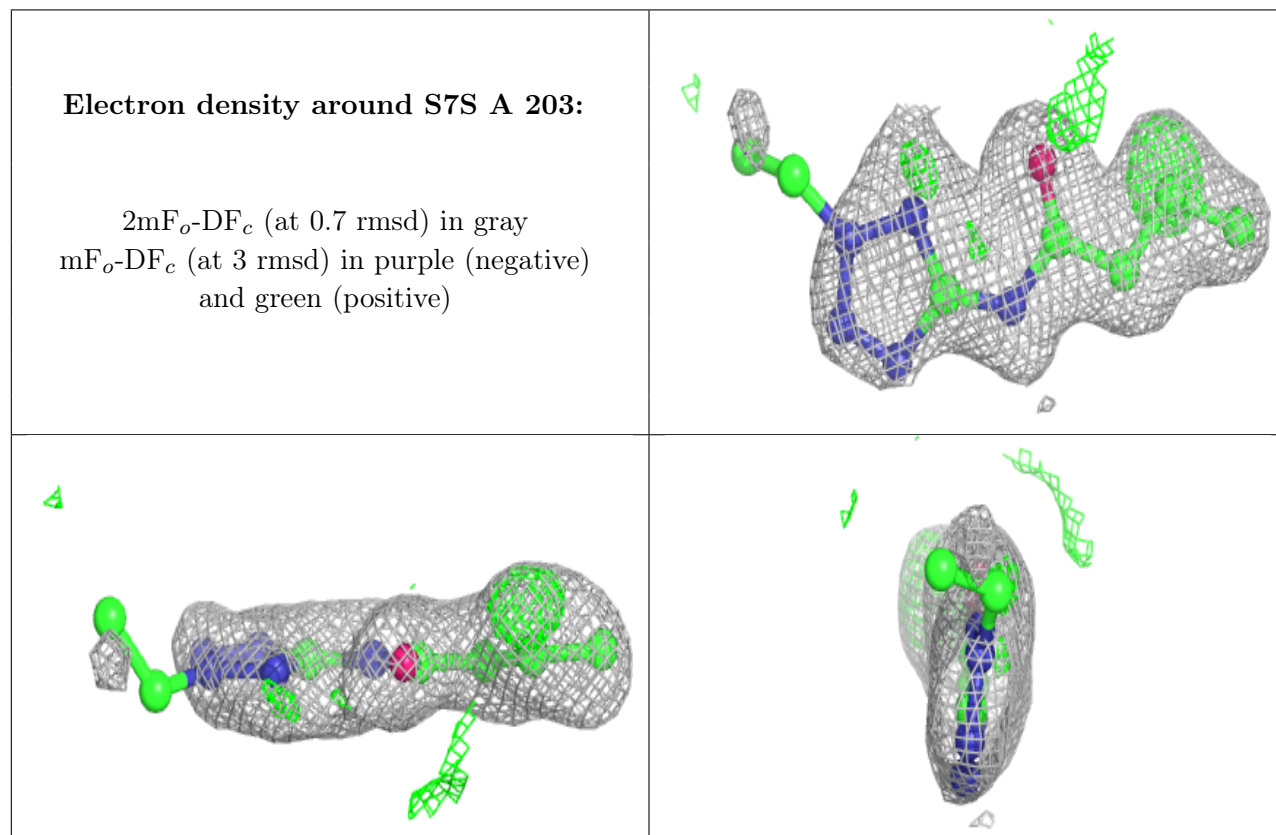 Electron density around S7S A 203:
2mFo-DFc (at 0.7 rmsd) in gray
mFo-DFc (at 3 rmsd) in purple (negative)
and green (positive)